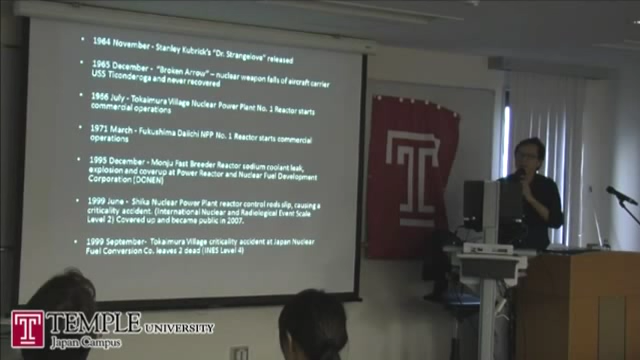 1964 November - Stanley Kubrick's "Dr. Strangelove" released
1965 December - "Broken Arrow" – nuclear weapon falls of aircraft carrier
USS Ticonderoga and never recovered
1966 July - Tokaimura Village Nuclear Power Plant No. 1 Reactor starts
commercial operations
1971 March - Fukushima Daiichi NPP No. 1 Reactor starts commercial
operations
1995 December - Monju Fast Breeder Reactor sodium coolant leak,
explosion and coverup at Power Reactor and Nuclear Fuel Development
Corporation (DONEN)
1999 June - Shika Nuclear Power Plant reactor control rods slip, causing a
criticality accident. (International Nuclear and Radiological Event Scale
Level 2) Covered up and became public in 2007.
1999 September- Tokaimura Village criticality accident at Japan Nuclear
Fuel Conversion Co. leaves 2 dead (INES Level 4)
T
T TEMPLE UNIVERSITY
Japan Campus